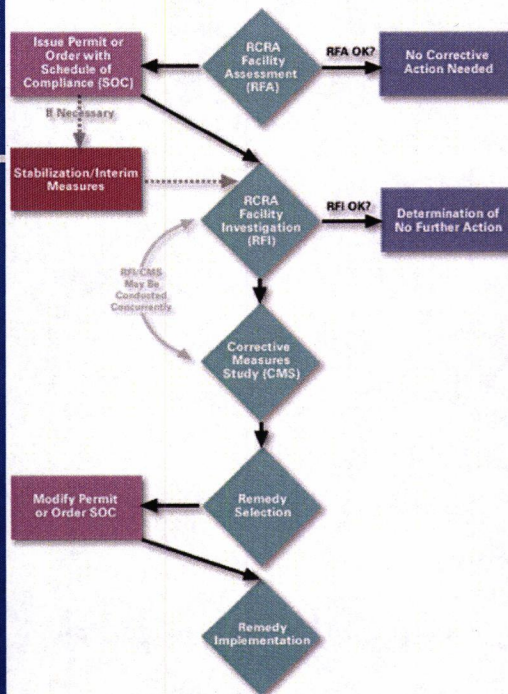 Issue Permit or
Order with
Schedule of
Compliance (SOC)
RCRA
Facility
Assessment
(RFA)
RFA OK?
No Corrective
Action Needed
If Necessary
Stabilization/Interim
Measures
RCRA
Facility
Investigation
(RFI)
RFI OK?
Determination of
No Further Action
RFI/CMS
May Be
Conducted
Concurrently
Corrective
Measures
Study (CMS)
Modify Permit
or Order SOC
Remedy
Selection
Remedy
Implementation